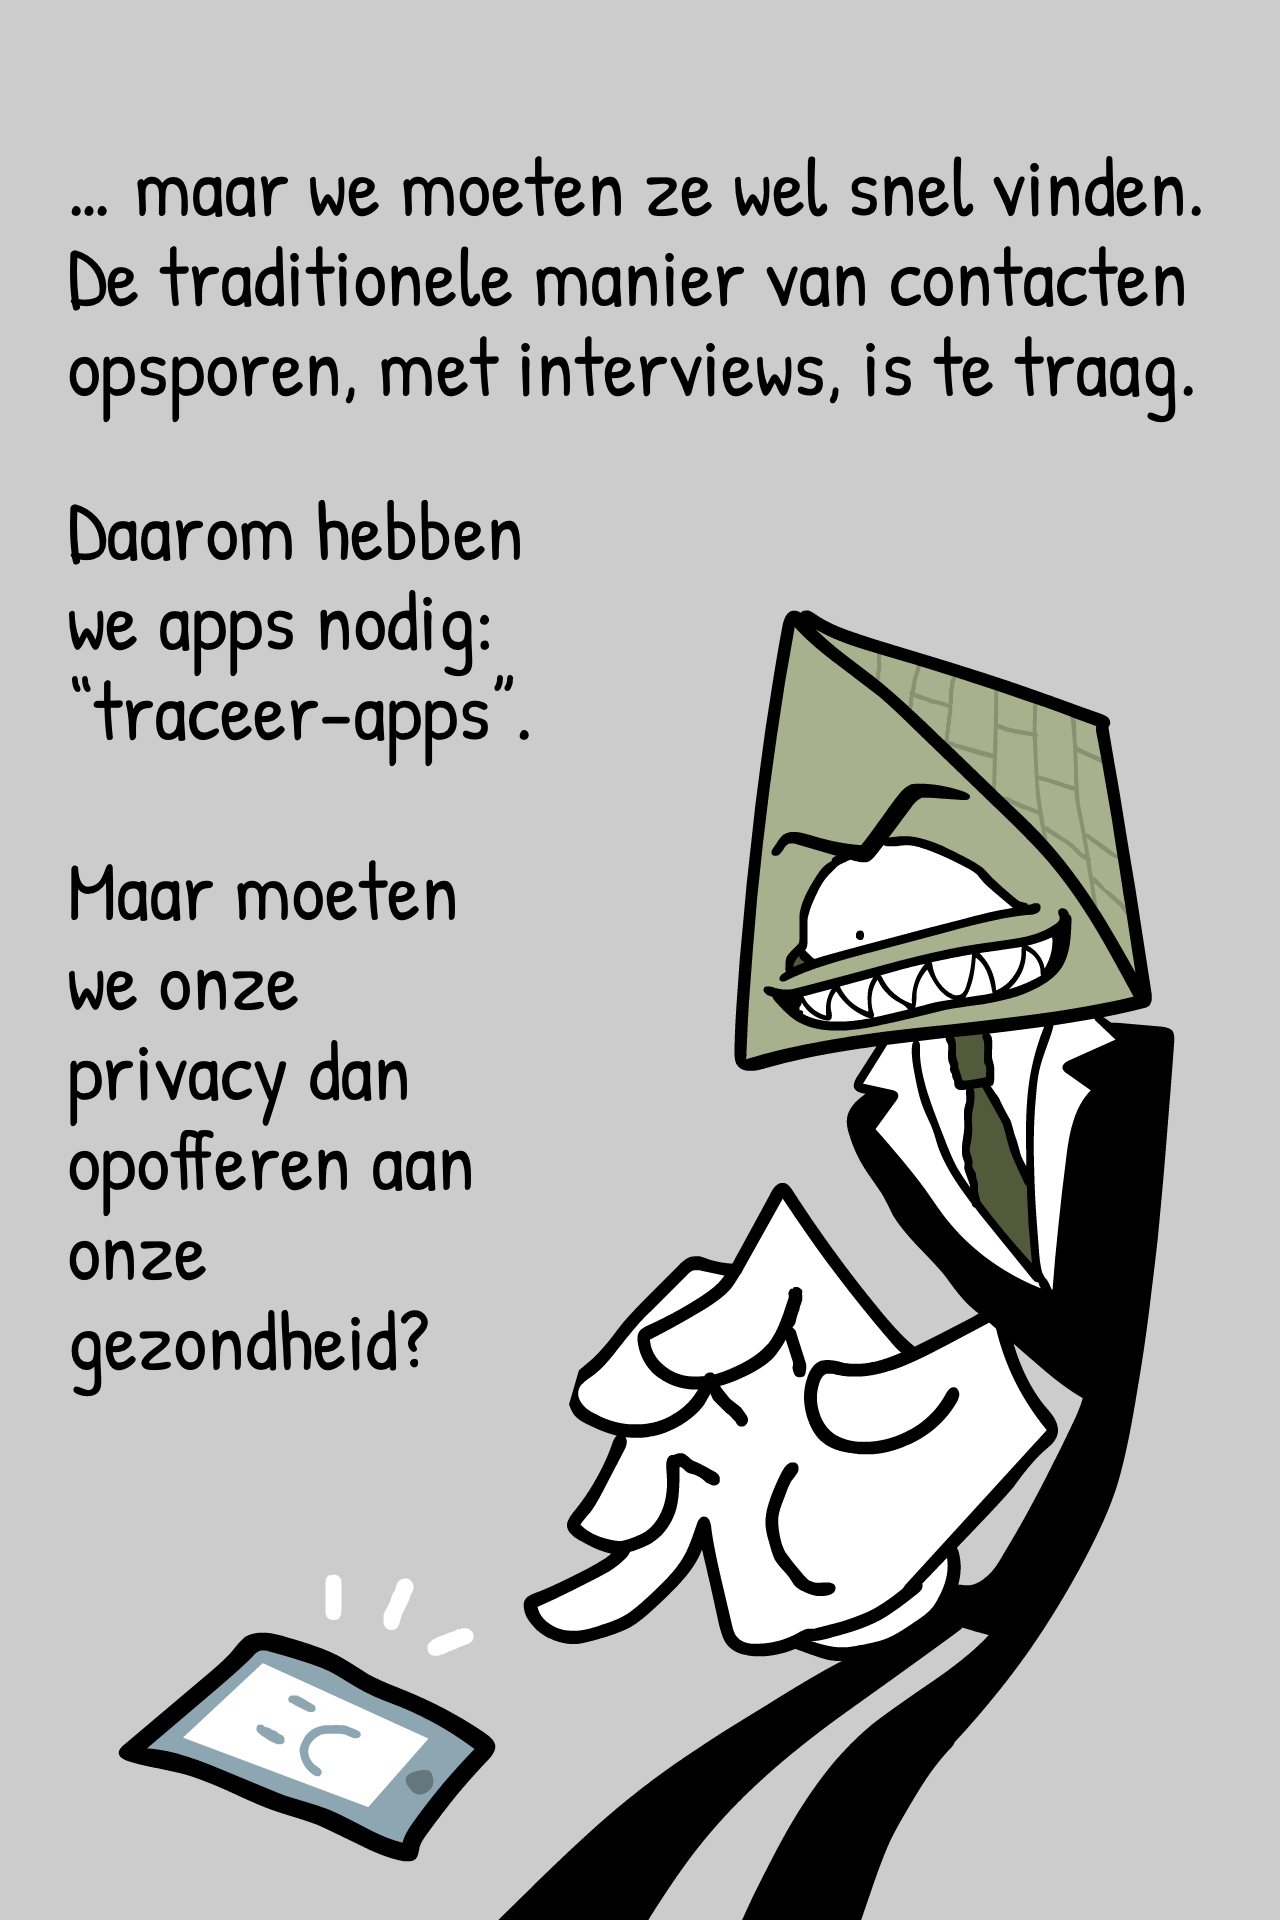 ... maar we moeten ze wel snel vinden.
De traditionele manier van contacten
opsporen, met interviews, is te traag.
Daarom hebben
we apps nodig:
“traceer-apps”.
Maar moeten
we onze
privacy dan
opofferen aan
onze
gezondheid?